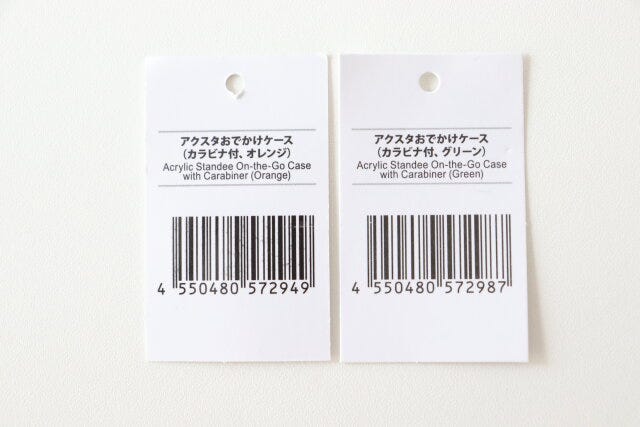 アクスタおでかけケース
（カラビナ付、オレンジ）
Acrylic Standee On-the-Go Case
with Carabiner (Orange)
4 550480 572949
アクスタおでかけケース
（カラビナ付、グリーン）
Acrylic Standee On-the-Go Case
with Carabiner (Green)
4 550480 572987